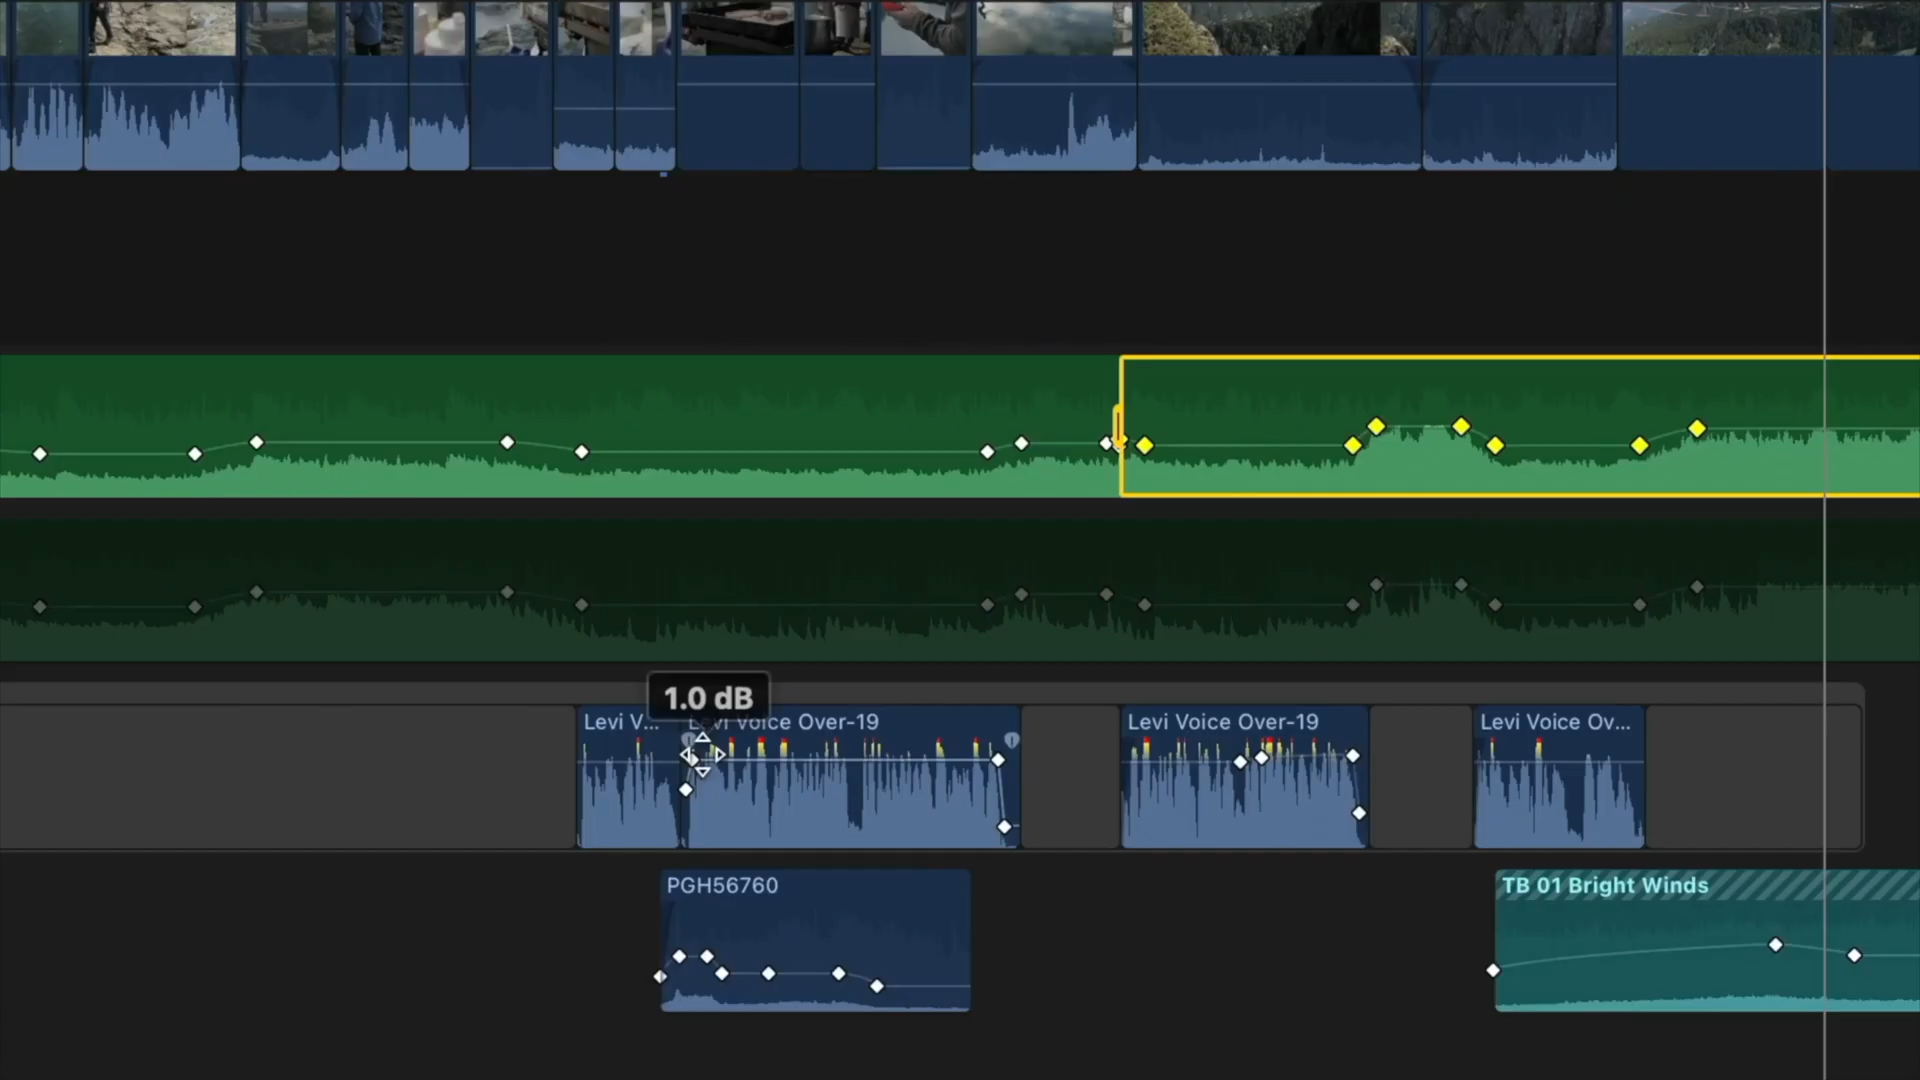 1.0 dB
Levi V...
Levi Voice Over-19
Levi Voice Over-19
Levi Voice Ov...
PGH56760
TB 01 Bright Winds